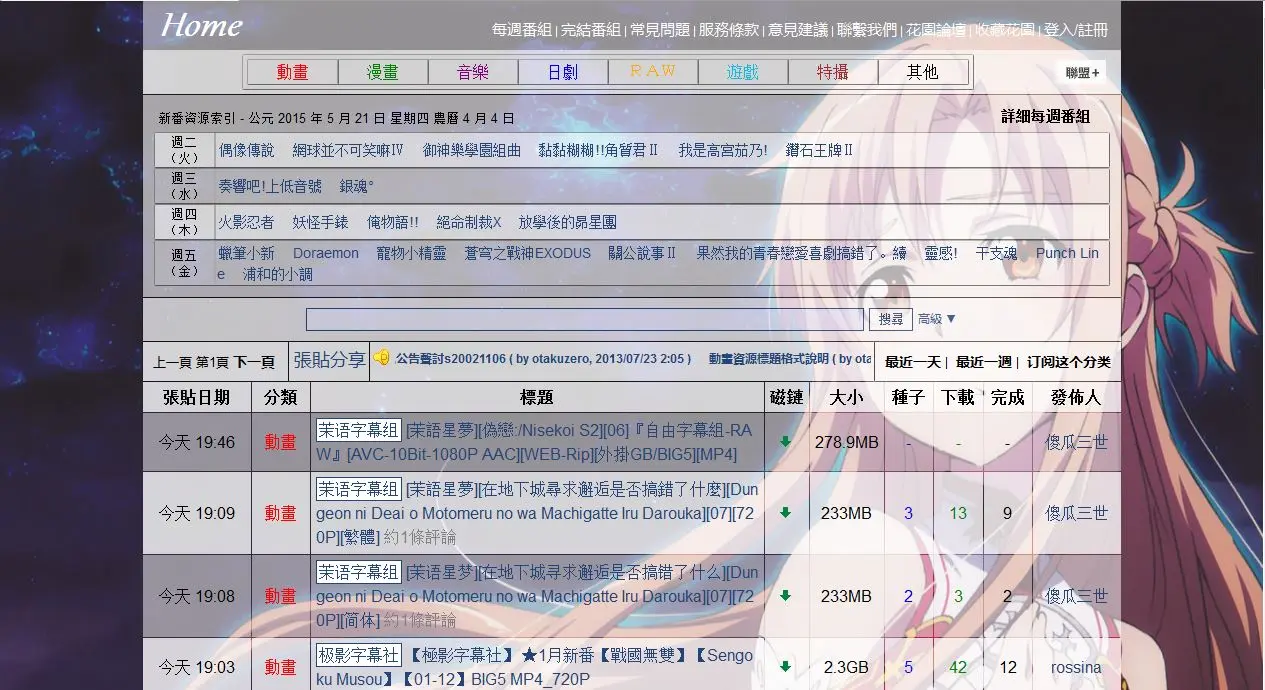 Home
每週番組 | 完結番組 | 常見問題 | 服務條款 | 意見建議 | 聯繫我們 | 花園論壇 | 收藏花園 | 登入/註冊
動畫 漫畫 音樂 日劇 RAW 遊戲 特攝 其他 聯盟+
新番資源索引 - 公元 2015 年 5 月 21 日 星期四 農曆 4 月 4 日 詳細每週番組
週二
(火) 偶像傳說 網球並不可笑嘛Ⅳ 御神樂學園組曲 黏黏糊糊!!角質君Ⅱ 我是高宮茄乃! 鑽石王牌Ⅱ
週三
(水) 奏響吧!上低音號 銀魂°
週四
(木) 火影忍者 妖怪手錶 俺物語!! 絕命制裁X 放學後的昴星團
週五
(金) 蠟筆小新 Doraemon 寵物小精靈 蒼穹之戰神EXODUS 關公說事Ⅱ 果然我的青春戀愛喜劇搞錯了。續 靈感! 干支魂 Punch Lin
e 浦和的小調
搜尋 高級▼
上一頁 第1頁 下一頁 張貼分享 公告聲討s20021106 ( by otakuzero, 2013/07/23 2:05 ) 動畫資源標題格式說明 ( by ota 最近一天 | 最近一週 | 订阅这个分类
張貼日期 分類 標題 磁鏈 大小 種子 下載 完成 發佈人
今天 19:46 動畫 茉语字幕组 [茉語星夢][偽戀:/Nisekoi S2][06]『自由字幕組-RA
W』[AVC-10Bit-1080P AAC][WEB-Rip][外掛GB/BIG5][MP4] 278.9MB - - - 傻瓜三世
今天 19:09 動畫 茉语字幕组 [茉語星夢][在地下城尋求邂逅是否搞錯了什麼][Dun
geon ni Deai o Motomeru no wa Machigatte Iru Darouka][07][72
0P][繁體] 約1條評論 233MB 3 13 9 傻瓜三世
今天 19:08 動畫 茉语字幕组 [茉语星梦][在地下城寻求邂逅是否搞错了什么][Dun
geon ni Deai o Motomeru no wa Machigatte Iru Darouka][07][72
0P][简体] 約1條評論 233MB 2 3 2 傻瓜三世
今天 19:03 動畫 极影字幕社 【極影字幕社】★1月新番【戰國無雙】【Sengo
ku Musou】【01-12】BIG5 MP4_720P 2.3GB 5 42 12 rossina